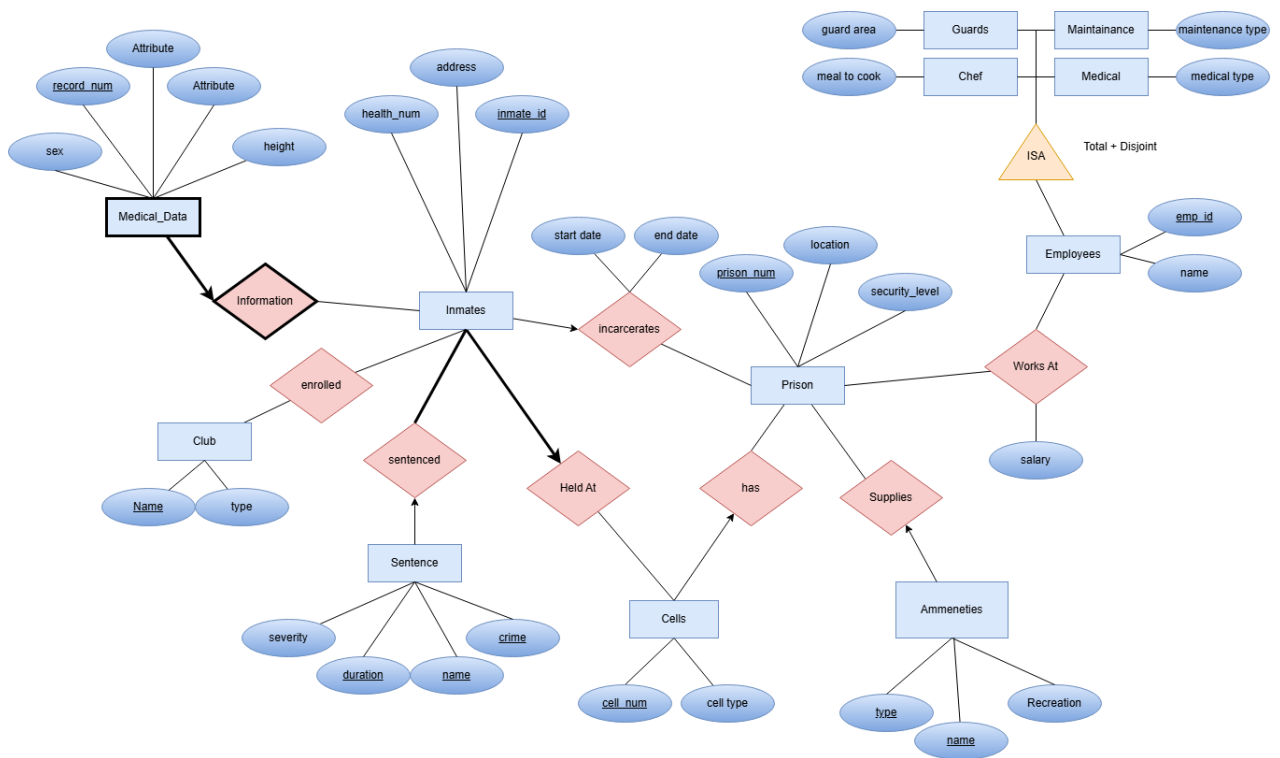 guard area
Guards
Maintainance
maintenance type
meal to cook
Chef
Medical
medical type
ISA
Total + Disjoint
Attribute
record_num
Attribute
sex
height
Medical_Data
address
health_num
inmate_id
Information
Inmates
start date
end date
incarcerates
prison_num
location
security_level
Prison
emp_id
Employees
name
Works At
salary
enrolled
Club
Name
type
sentenced
Held At
has
Supplies
Sentence
severity
duration
name
crime
Cells
cell_num
cell type
Ammeneties
type
name
Recreation